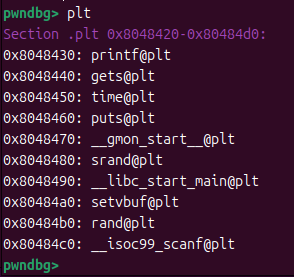 pwndbg> plt
Section .plt 0x8048420-0x80484d0:
0x8048430: printf@plt
0x8048440: gets@plt
0x8048450: time@plt
0x8048460: puts@plt
0x8048470: __gmon_start__@plt
0x8048480: srand@plt
0x8048490: __libc_start_main@plt
0x80484a0: setvbuf@plt
0x80484b0: rand@plt
0x80484c0: __isoc99_scanf@plt
pwndbg>